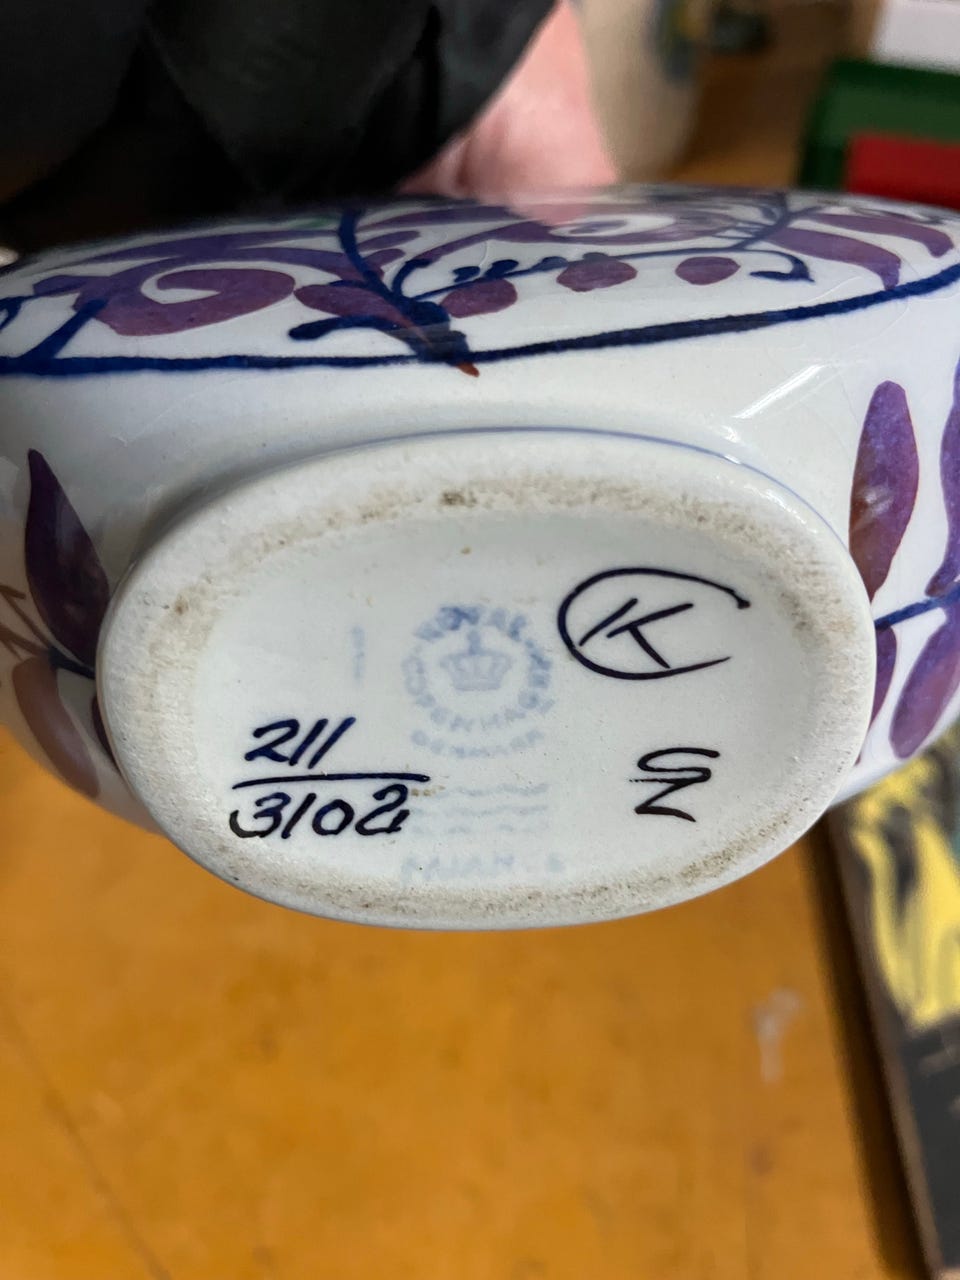 ROYAL
COPENHAGEN
DENMARK
FAJANCE
K
211
3102